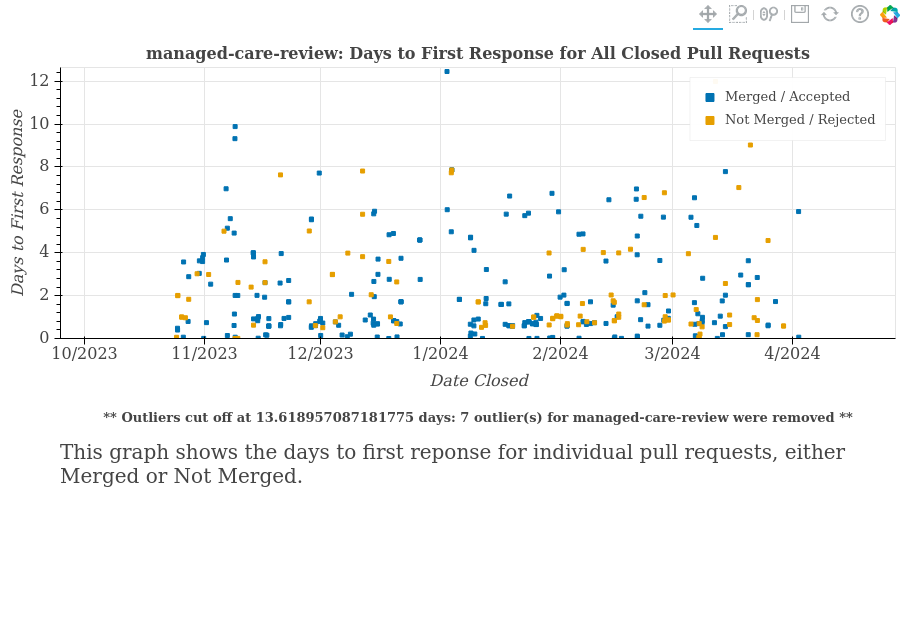 managed-care-review: Days to First Response for All Closed Pull Requests
Merged / Accepted
Not Merged / Rejected
Days to First Response
12
10
8
6
4
2
0
10/2023 11/2023 12/2023 1/2024 2/2024 3/2024 4/2024
Date Closed
** Outliers cut off at 13.618957087181775 days: 7 outlier(s) for managed-care-review were removed **
This graph shows the days to first reponse for individual pull requests, either
Merged or Not Merged.